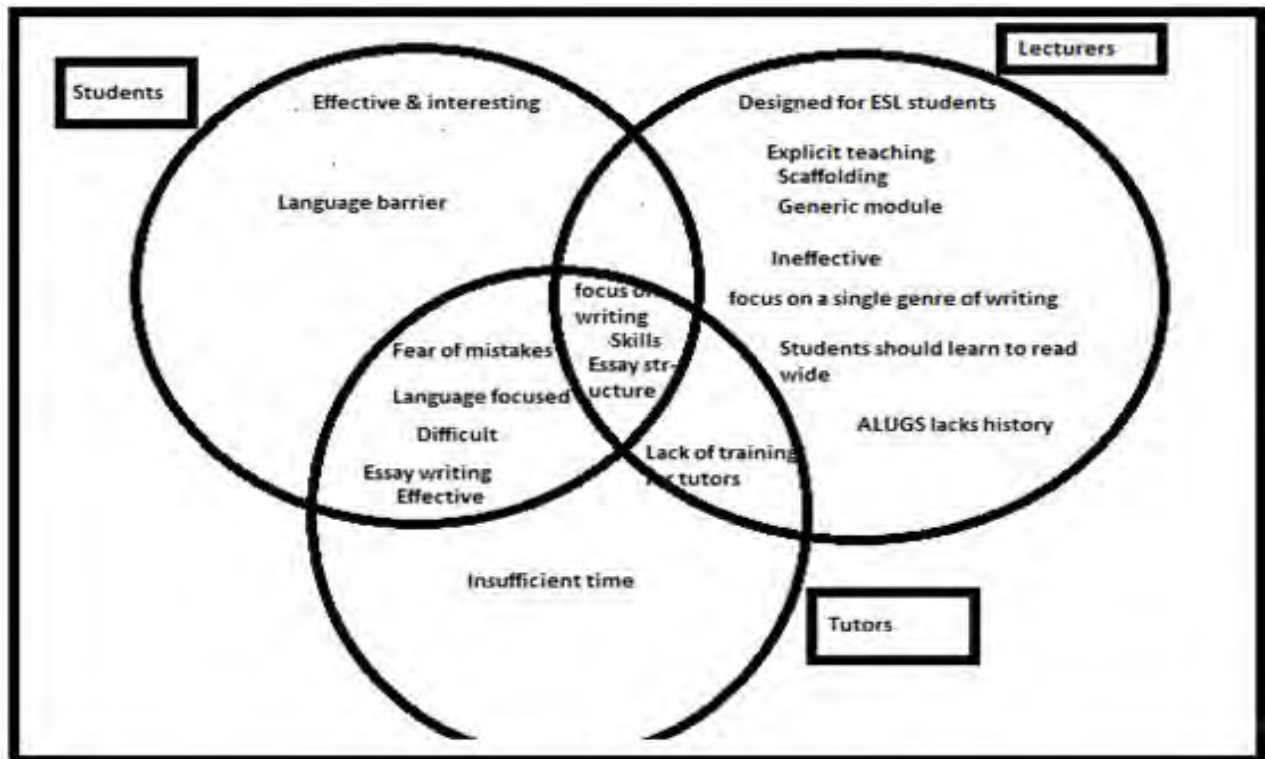 Students
Lecturers
Effective & interesting
Language barrier
Designed for ESL students
Explicit teaching
Scaffolding
Generic module
Ineffective
focus on a single genre of writing
Students should learn to read
wide
ALUGS lacks history
focus on
writing
Skills
Essay str-
ucture
Fear of mistakes
Language focused
Difficult
Essay writing
Effective
Lack of training
for tutors
Insufficient time
Tutors